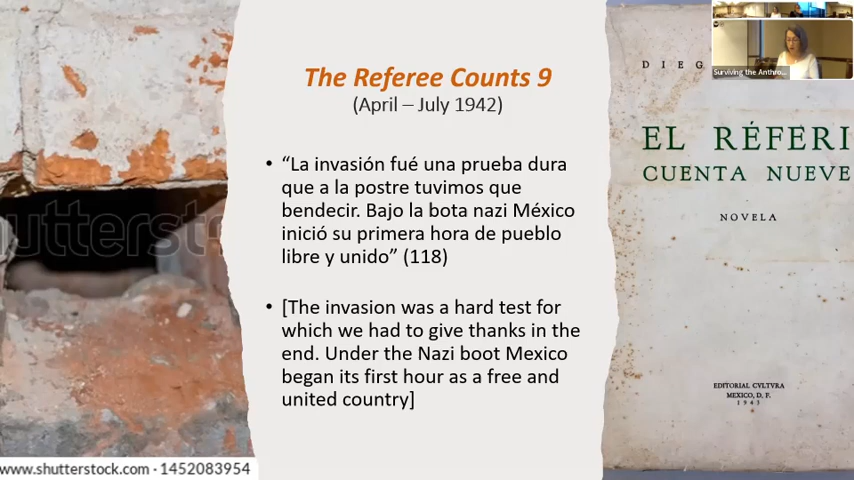 The Referee Counts 9
(April – July 1942)
• “La invasión fué una prueba dura
que a la postre tuvimos que
bendecir. Bajo la bota nazi México
inició su primera hora de pueblo
libre y unido” (118)
• [The invasion was a hard test for
which we had to give thanks in the
end. Under the Nazi boot Mexico
began its first hour as a free and
united country]
DIEG
EL RÉFERI
CUENTA NUEVE
NOVELA
EDITORIAL CVLTVRA
MEXICO, D. F.
1943
Surviving the Anthro...
utterst
www.shutterstock.com · 1452083954